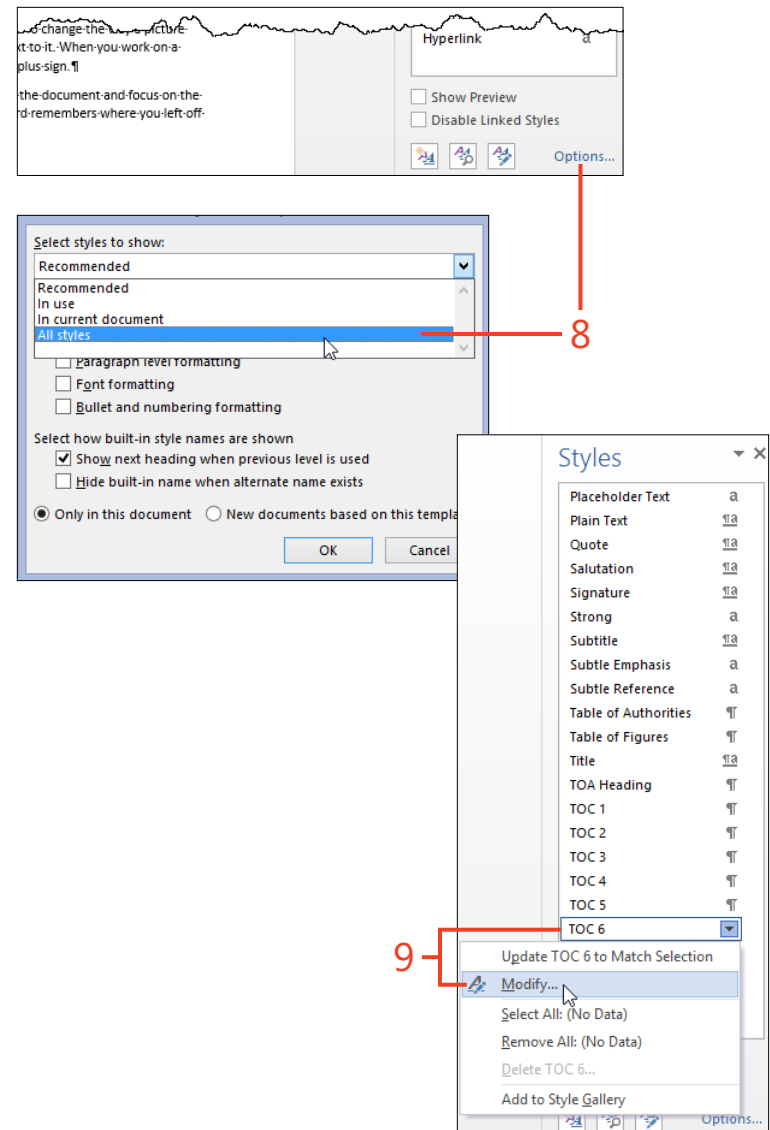 change the way a picture
xt·to·it.·When·you·work·on·a·
plus·sign.¶
·the·document·and·focus·on·the·
rd·remembers·where·you·left·off·
Hyperlink a
Show Preview
Disable Linked Styles
Options...
8
Select styles to show:
Recommended
Recommended
In use
In current document
All styles
Paragraph level formatting
Font formatting
Bullet and numbering formatting
Select how built-in style names are shown
Show next heading when previous level is used
Hide built-in name when alternate name exists
Only in this document New documents based on this templa
OK Cancel
Styles
Placeholder Text a
Plain Text ¶a
Quote ¶a
Salutation ¶a
Signature ¶a
Strong a
Subtitle ¶a
Subtle Emphasis a
Subtle Reference a
Table of Authorities ¶
Table of Figures ¶
Title ¶a
TOA Heading ¶
TOC 1 ¶
TOC 2 ¶
TOC 3 ¶
TOC 4 ¶
TOC 5 ¶
TOC 6
9
Update TOC 6 to Match Selection
Modify...
Select All: (No Data)
Remove All: (No Data)
Delete TOC 6...
Add to Style Gallery
Options...